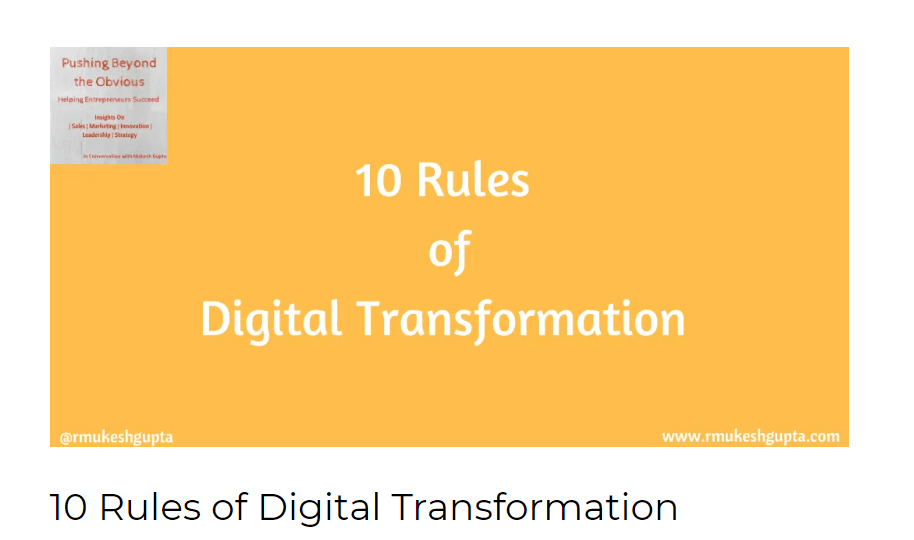 Pushing Beyond
the Obvious
Helping Entrepreneurs Succeed
Insights On
| Sales | Marketing | Innovation |
Leadership | Strategy
In Conversation with Mukesh Gupta
10 Rules
of
Digital Transformation
@rmukeshgupta
www.rmukeshgupta.com
10 Rules of Digital Transformation